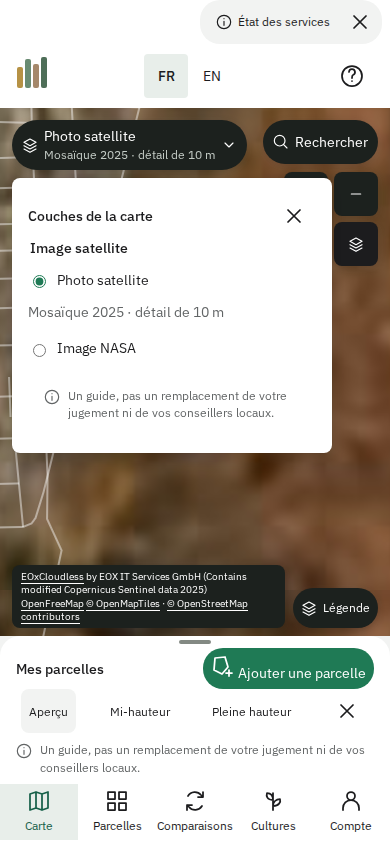 État des services
FR
EN
Photo satellite
Mosaïque 2025 · détail de 10 m
Rechercher
Couches de la carte
Image satellite
Photo satellite
Mosaïque 2025 · détail de 10 m
Image NASA
Un guide, pas un remplacement de votre
jugement ni de vos conseillers locaux.
EOxCloudless by EOX IT Services GmbH (Contains
modified Copernicus Sentinel data 2025)
OpenFreeMap © OpenMapTiles · © OpenStreetMap
contributors
Légende
Mes parcelles
Ajouter une parcelle
Aperçu
Mi-hauteur
Pleine hauteur
Un guide, pas un remplacement de votre jugement ni de vos
conseillers locaux.
Carte
Parcelles
Comparaisons
Cultures
Compte